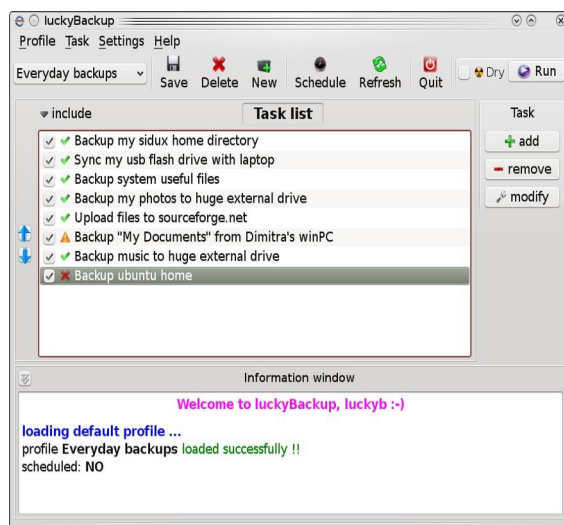 luckyBackup
Profile Task Settings Help
Everyday backups Save Delete New Schedule Refresh Quit Dry Run
include Task list Task
Backup my sidux home directory
Sync my usb flash drive with laptop
Backup system useful files
Backup my photos to huge external drive
Upload files to sourceforge.net
Backup "My Documents" from Dimitra's winPC
Backup music to huge external drive
Backup ubuntu home
add
remove
modify
Information window
Welcome to luckyBackup, luckyb :-)
loading default profile ...
profile Everyday backups loaded successfully !!
scheduled: NO